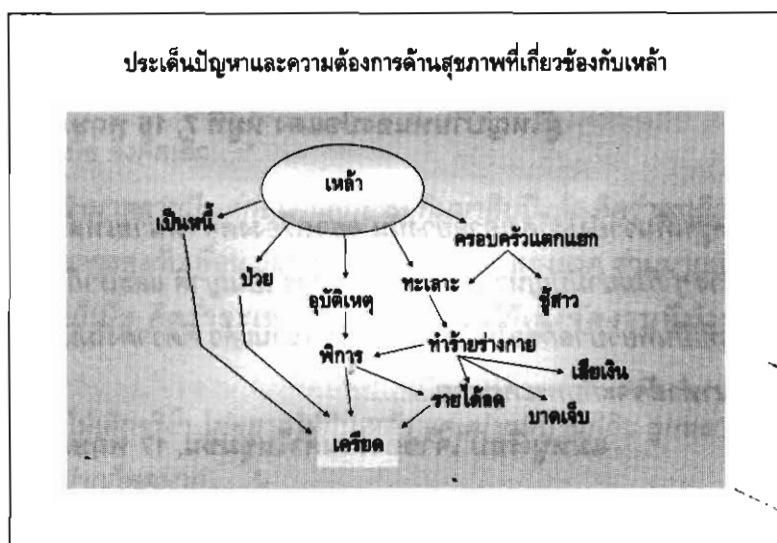 ประเด็นปัญหาและความต้องการด้านสุขภาพที่เกี่ยวข้องกับเหล้า
เหล้า
เป็นหนี้
ครอบครัวแตกแยก
ป่วย
อุบัติเหตุ
ทะเลาะ
ชู้สาว
พิการ
ทำร้ายร่างกาย
เสียเงิน
รายได้ลด
บาดเจ็บ
เครียด